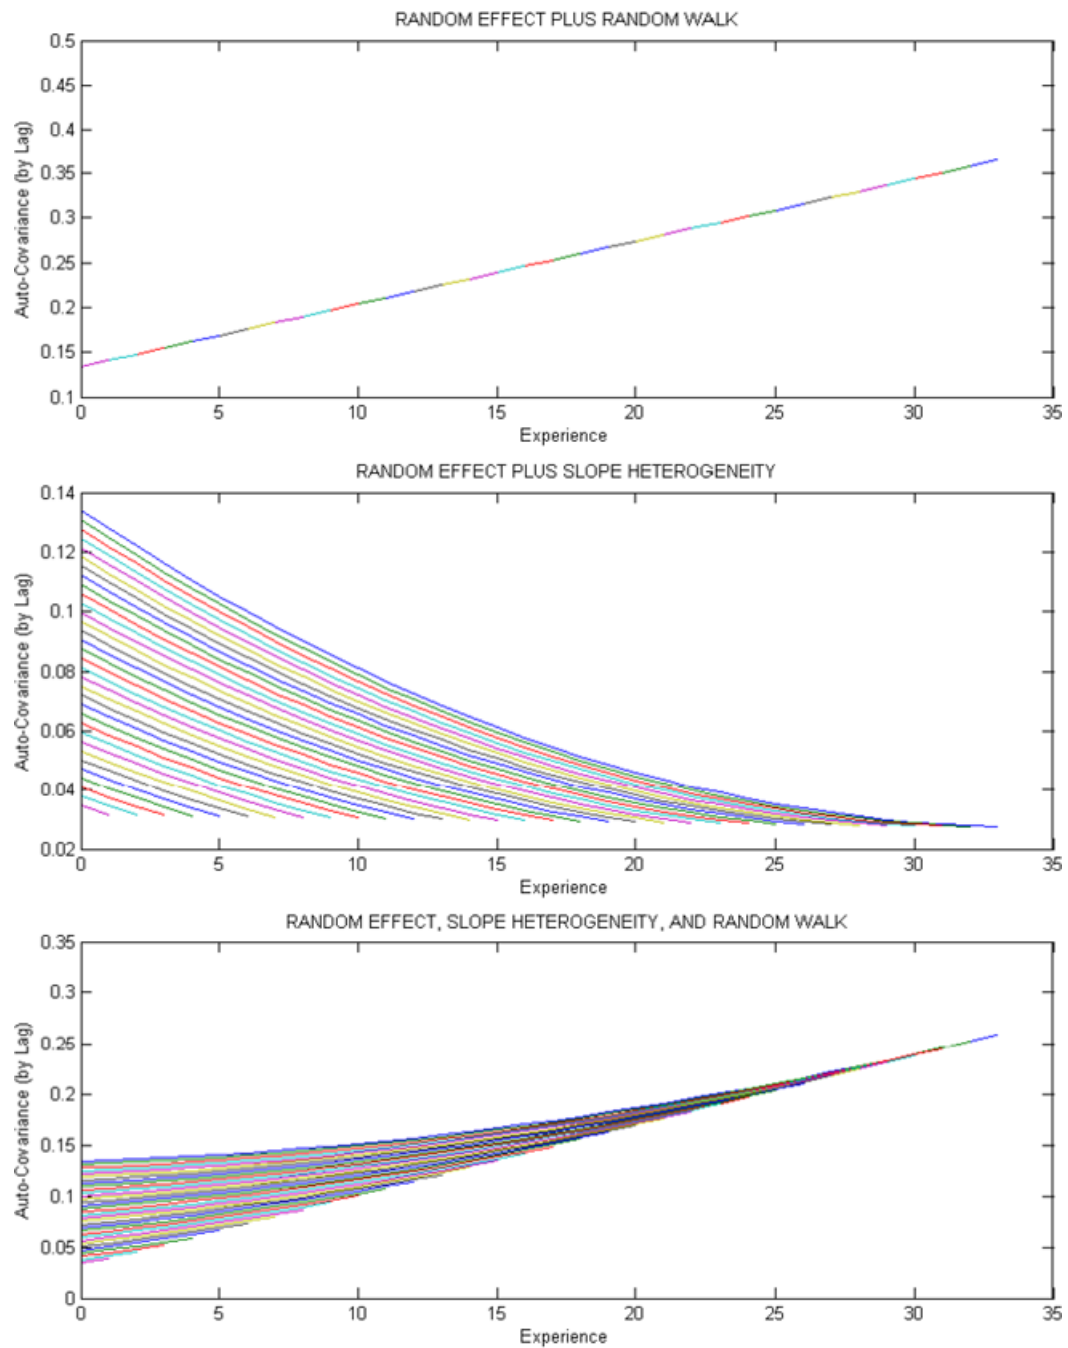 RANDOM EFFECT PLUS RANDOM WALK
0.5
0.45
0.4
0.35
0.3
0.25
0.2
0.15
0.1
Auto-Covariance (by Lag)
0 5 10 15 20 25 30 35
Experience
RANDOM EFFECT PLUS SLOPE HETEROGENEITY
0.14
0.12
0.1
0.08
0.06
0.04
0.02
Auto-Covariance (by Lag)
0 5 10 15 20 25 30 35
Experience
RANDOM EFFECT, SLOPE HETEROGENEITY, AND RANDOM WALK
0.35
0.3
0.25
0.2
0.15
0.1
0.05
0
Auto-Covariance (by Lag)
0 5 10 15 20 25 30 35
Experience